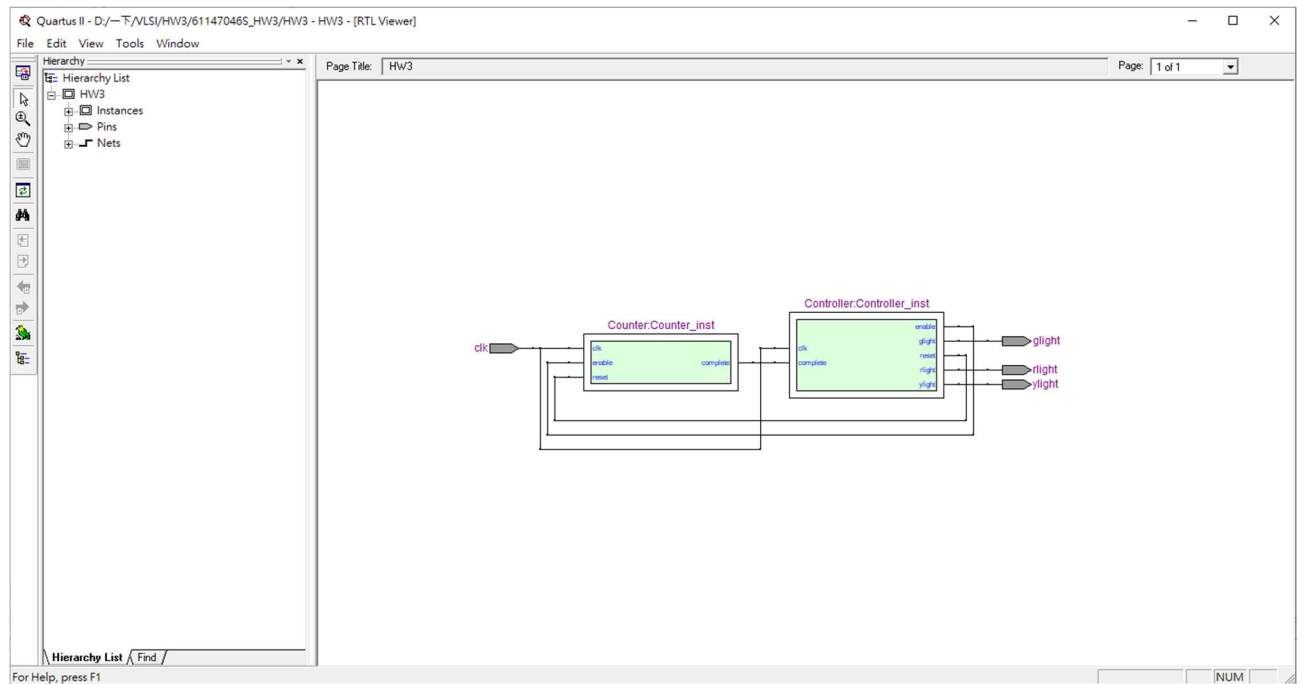 Quartus II - D:/一下/VLSI/HW3/61147046S_HW3/HW3 - HW3 - [RTL Viewer]
File Edit View Tools Window
Hierarchy
Hierarchy List
HW3
Instances
Pins
Nets
Page Title: HW3
Page: 1 of 1
Controller:Controller_inst
Counter:Counter_inst
clk
clk
enable
reset
complete
clk
complete
enable
glight
reset
rlight
ylight
glight
rlight
ylight
Hierarchy List Find
For Help, press F1
NUM